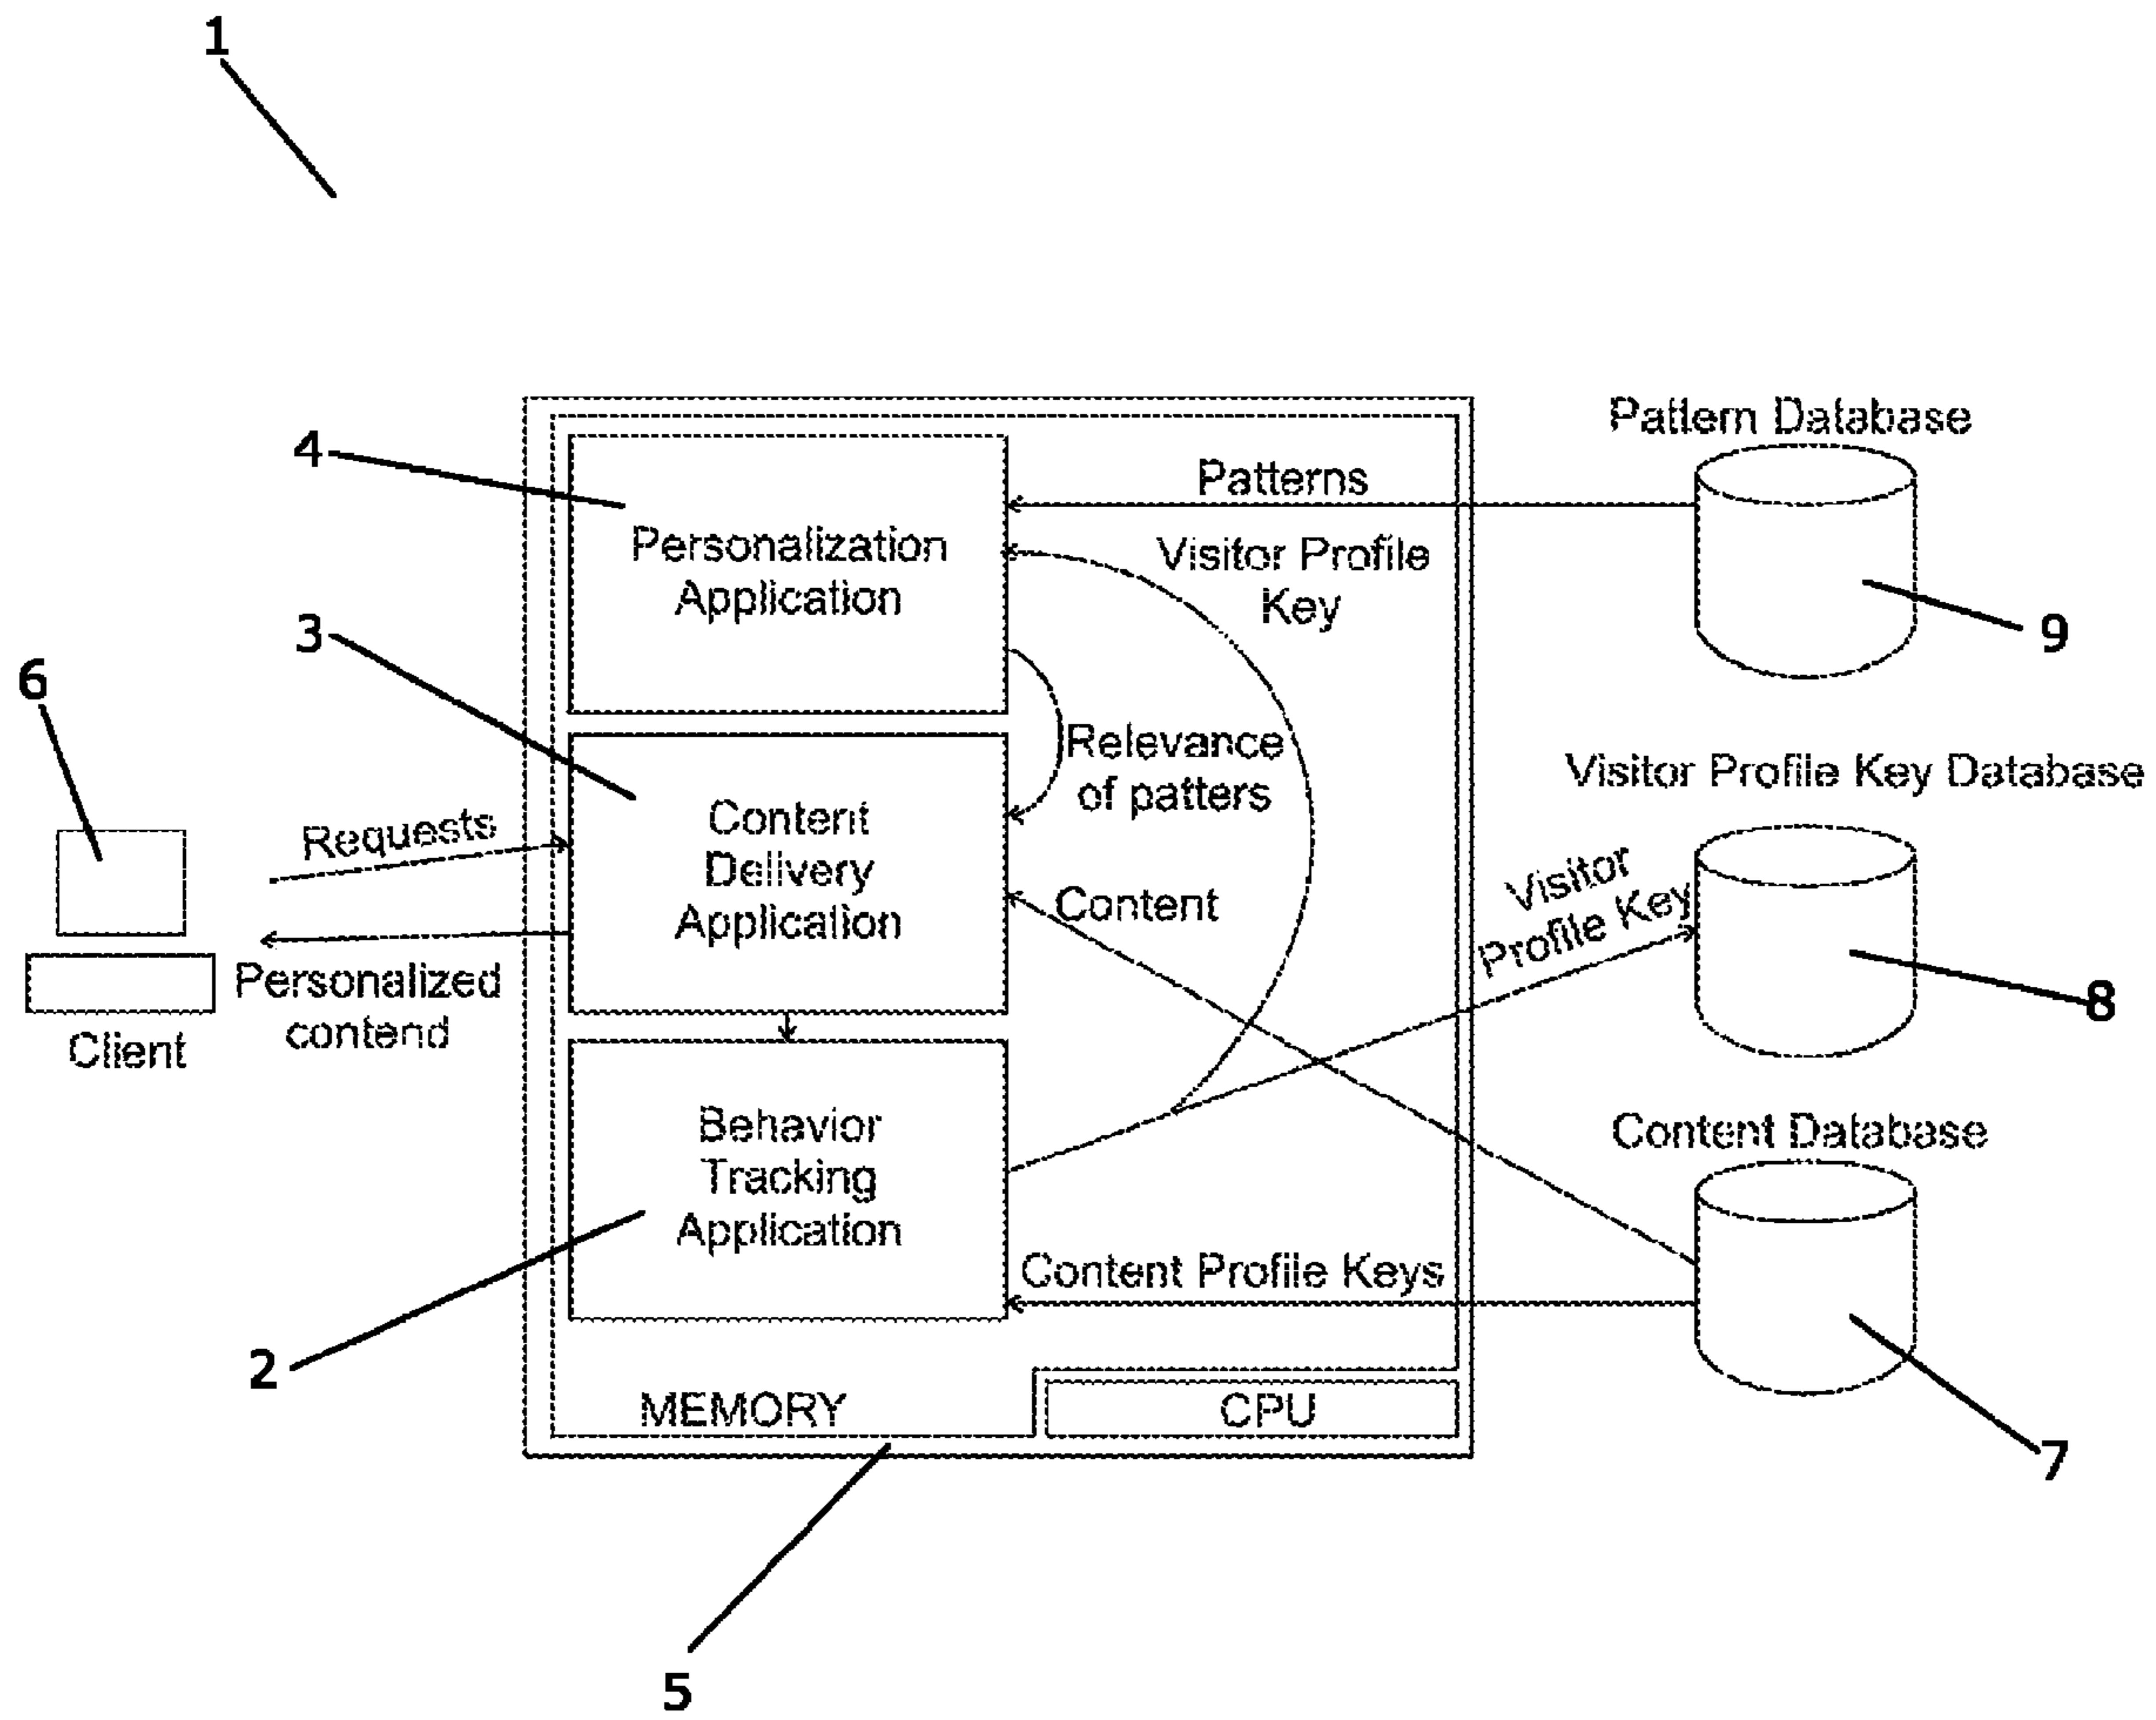 1
Pattern Database
4
Patterns
Personalization
Application
Visitor Profile
Key
9
3
6
Relevance
of patters
Visitor Profile Key Database
Requests
Content
Delivery
Application
Content
Visitor
Profile Key
8
Personalized
contend
Client
Behavior
Tracking
Application
Content Database
Content Profile Keys
2
MEMORY
CPU
7
5